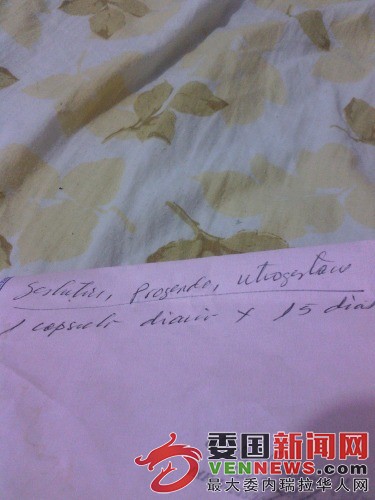 Progendo, Utrogestan
1 capsula diario x 15 dias
委国新闻网
VENNEWS.COM
最大委内瑞拉华人网